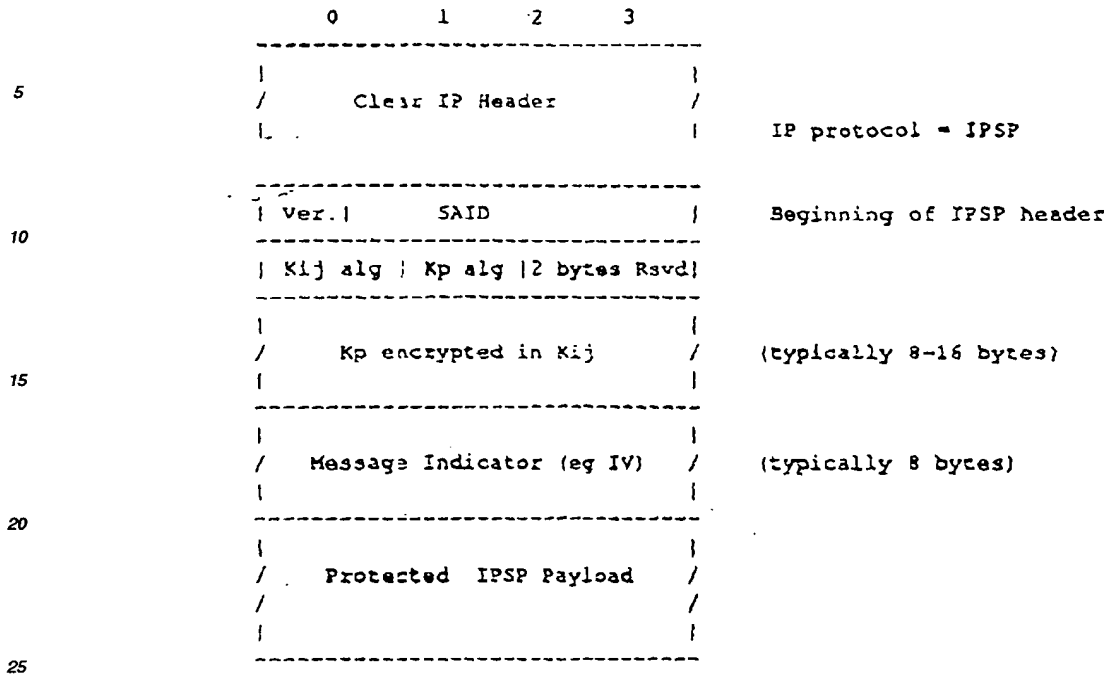 0 1 2 3
5
Clear IP Header
IP protocol = IPSP
| Ver.| SAID | Beginning of IPSP header
10
| Kij alg | Kp alg |2 bytes Rsvd|
Kp encrypted in Kij (typically 8-16 bytes)
15
Message Indicator (eg IV) (typically 8 bytes)
20
Protected IPSP Payload
25